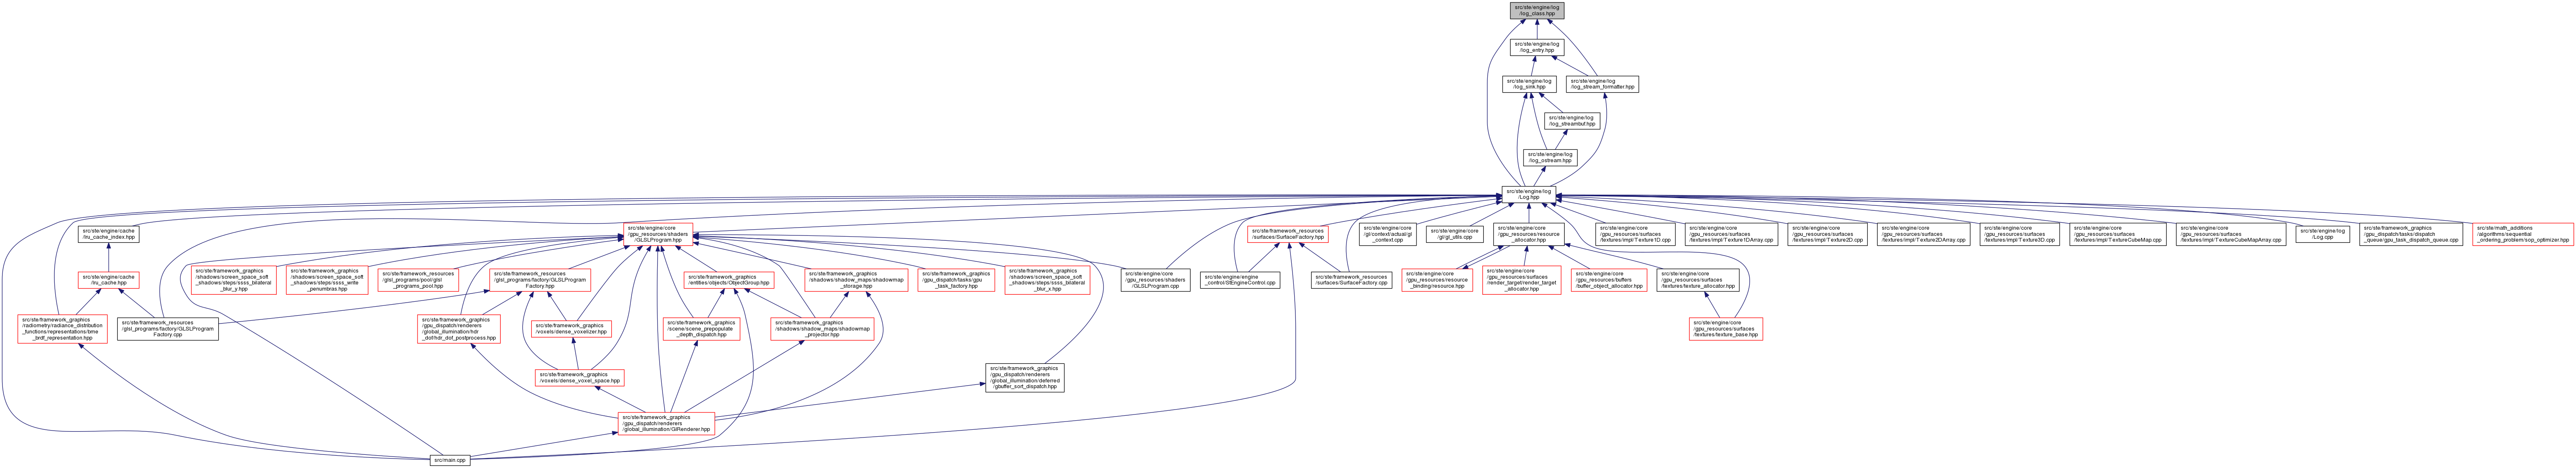 src/ste/engine/log
/log_class.hpp
src/ste/engine/log
/log_entry.hpp
src/ste/engine/log
/log_sink.hpp
src/ste/engine/log
/log_stream_formatter.hpp
src/ste/engine/log
/log_streambuf.hpp
src/ste/engine/log
/log_ostream.hpp
src/ste/engine/log
/Log.hpp
src/ste/engine/cache
/lru_cache_index.hpp
src/ste/engine/core
/gpu_resources/shaders
/GLSLProgram.hpp
src/ste/framework_resources
/surfaces/SurfaceFactory.hpp
src/ste/engine/core
/gl/context/actual/gl
_context.cpp
src/ste/engine/core
/gl/gl_utils.cpp
src/ste/engine/core
/gpu_resources/resource
_allocator.hpp
src/ste/engine/core
/gpu_resources/surfaces
/textures/impl/Texture1D.cpp
src/ste/engine/core
/gpu_resources/surfaces
/textures/impl/Texture1DArray.cpp
src/ste/engine/core
/gpu_resources/surfaces
/textures/impl/Texture2D.cpp
src/ste/engine/core
/gpu_resources/surfaces
/textures/impl/Texture2DArray.cpp
src/ste/engine/core
/gpu_resources/surfaces
/textures/impl/Texture3D.cpp
src/ste/engine/core
/gpu_resources/surfaces
/textures/impl/TextureCubeMap.cpp
src/ste/engine/core
/gpu_resources/surfaces
/textures/impl/TextureCubeMapArray.cpp
src/ste/engine/log
/Log.cpp
src/ste/framework_graphics
/gpu_dispatch/tasks/dispatch
_queue/gpu_task_dispatch_queue.cpp
src/ste/math_additions
/algorithms/sequential
_ordering_problem/sop_optimizer.hpp
src/ste/engine/cache
/lru_cache.hpp
src/ste/framework_graphics
/shadows/screen_space_soft
_shadows/steps/ssss_bilateral
_blur_y.hpp
src/ste/framework_graphics
/shadows/screen_space_soft
_shadows/steps/ssss_write
_penumbras.hpp
src/ste/framework_resources
/glsl_programs/pool/glsl
_programs_pool.hpp
src/ste/framework_resources
/glsl_programs/factory/GLSLProgram
Factory.hpp
src/ste/framework_graphics
/entities/objects/ObjectGroup.hpp
src/ste/framework_graphics
/shadows/shadow_maps/shadowmap
_storage.hpp
src/ste/framework_graphics
/gpu_dispatch/tasks/gpu
_task_factory.hpp
src/ste/framework_graphics
/shadows/screen_space_soft
_shadows/steps/ssss_bilateral
_blur_x.hpp
src/ste/engine/core
/gpu_resources/shaders
/GLSLProgram.cpp
src/ste/engine/engine
_control/StEngineControl.cpp
src/ste/framework_resources
/surfaces/SurfaceFactory.cpp
src/ste/engine/core
/gpu_resources/resource
_binding/resource.hpp
src/ste/engine/core
/gpu_resources/surfaces
/render_target/render_target
_allocator.hpp
src/ste/engine/core
/gpu_resources/buffers
/buffer_object_allocator.hpp
src/ste/engine/core
/gpu_resources/surfaces
/textures/texture_allocator.hpp
src/ste/framework_graphics
/radiometry/radiance_distribution
_functions/representations/bme
_brdf_representation.hpp
src/ste/framework_resources
/glsl_programs/factory/GLSLProgram
Factory.cpp
src/ste/framework_graphics
/gpu_dispatch/renderers
/global_illumination/hdr
_dof/hdr_dof_postprocess.hpp
src/ste/framework_graphics
/voxels/dense_voxelizer.hpp
src/ste/framework_graphics
/scene/scene_prepopulate
_depth_dispatch.hpp
src/ste/framework_graphics
/shadows/shadow_maps/shadowmap
_projector.hpp
src/ste/engine/core
/gpu_resources/surfaces
/textures/texture_base.hpp
src/ste/framework_graphics
/voxels/dense_voxel_space.hpp
src/ste/framework_graphics
/gpu_dispatch/renderers
/global_illumination/deferred
/gbuffer_sort_dispatch.hpp
src/ste/framework_graphics
/gpu_dispatch/renderers
/global_illumination/GIRenderer.hpp
src/main.cpp